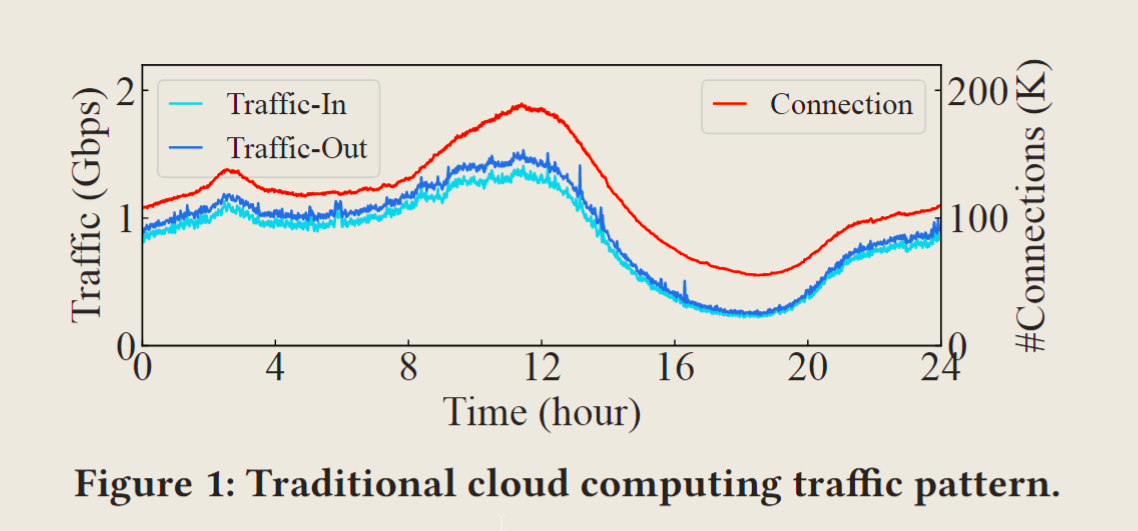 Traffic (Gbps)
2
1
0
Traffic-In
Traffic-Out
Connection
200
100
0
#Connections (K)
0 4 8 12 16 20 24
Time (hour)
Figure 1: Traditional cloud computing traffic pattern.